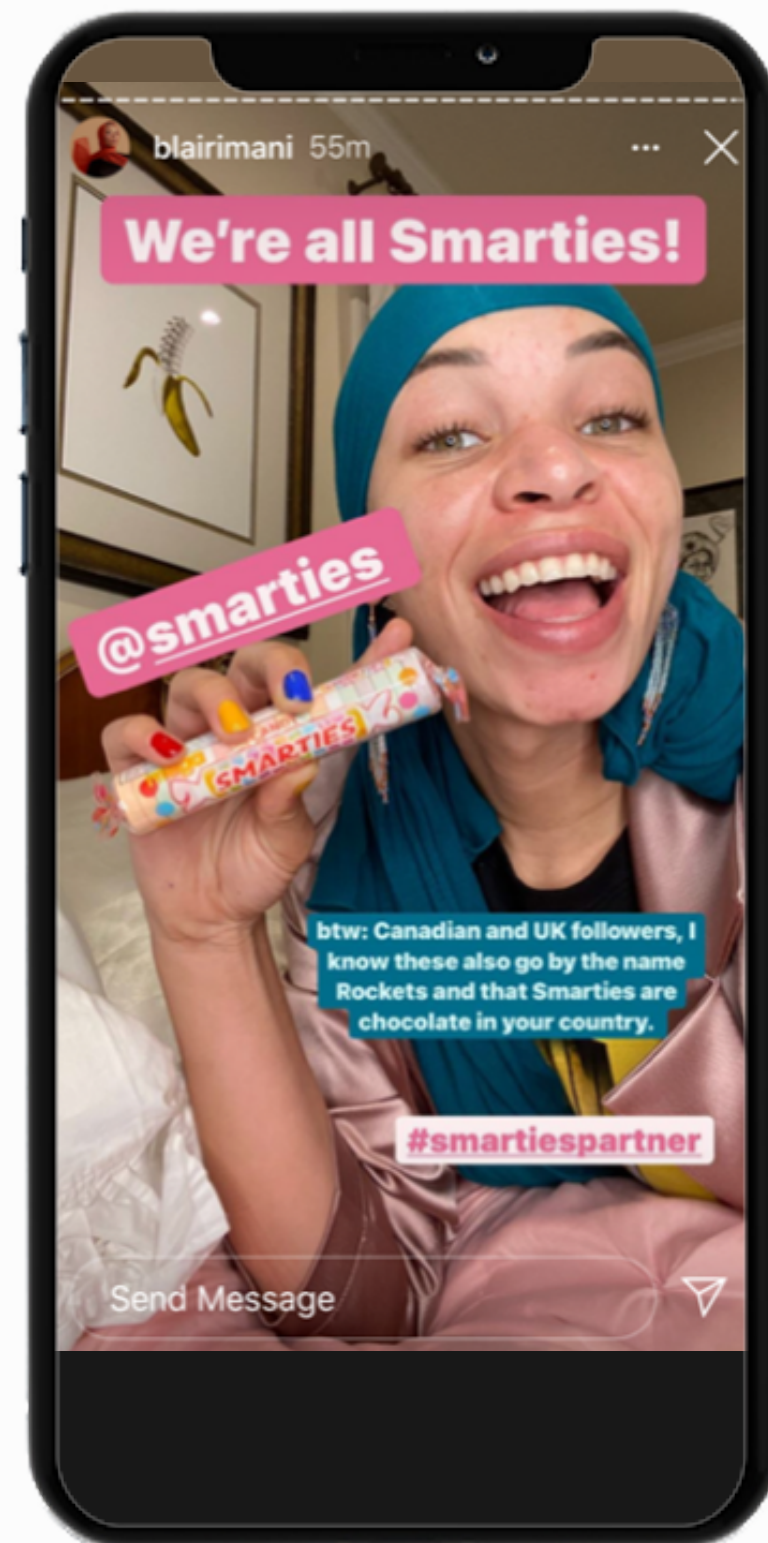 blairimani 55m
We're all Smarties!
@smarties
SMARTIES
btw: Canadian and UK followers, I
know these also go by the name
Rockets and that Smarties are
chocolate in your country.
#smartiespartner
Send Message